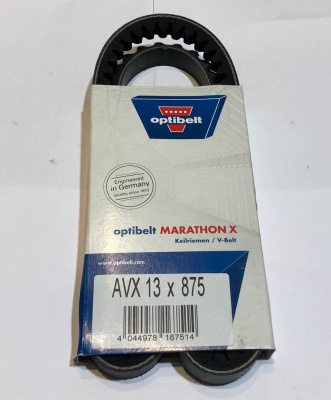 optibelt
Engineered
in Germany
Quality since 1872
optibelt MARATHON X
Keilriemen / V-Belt
www.optibelt.com
AVX 13 x 875
4 044978 167514